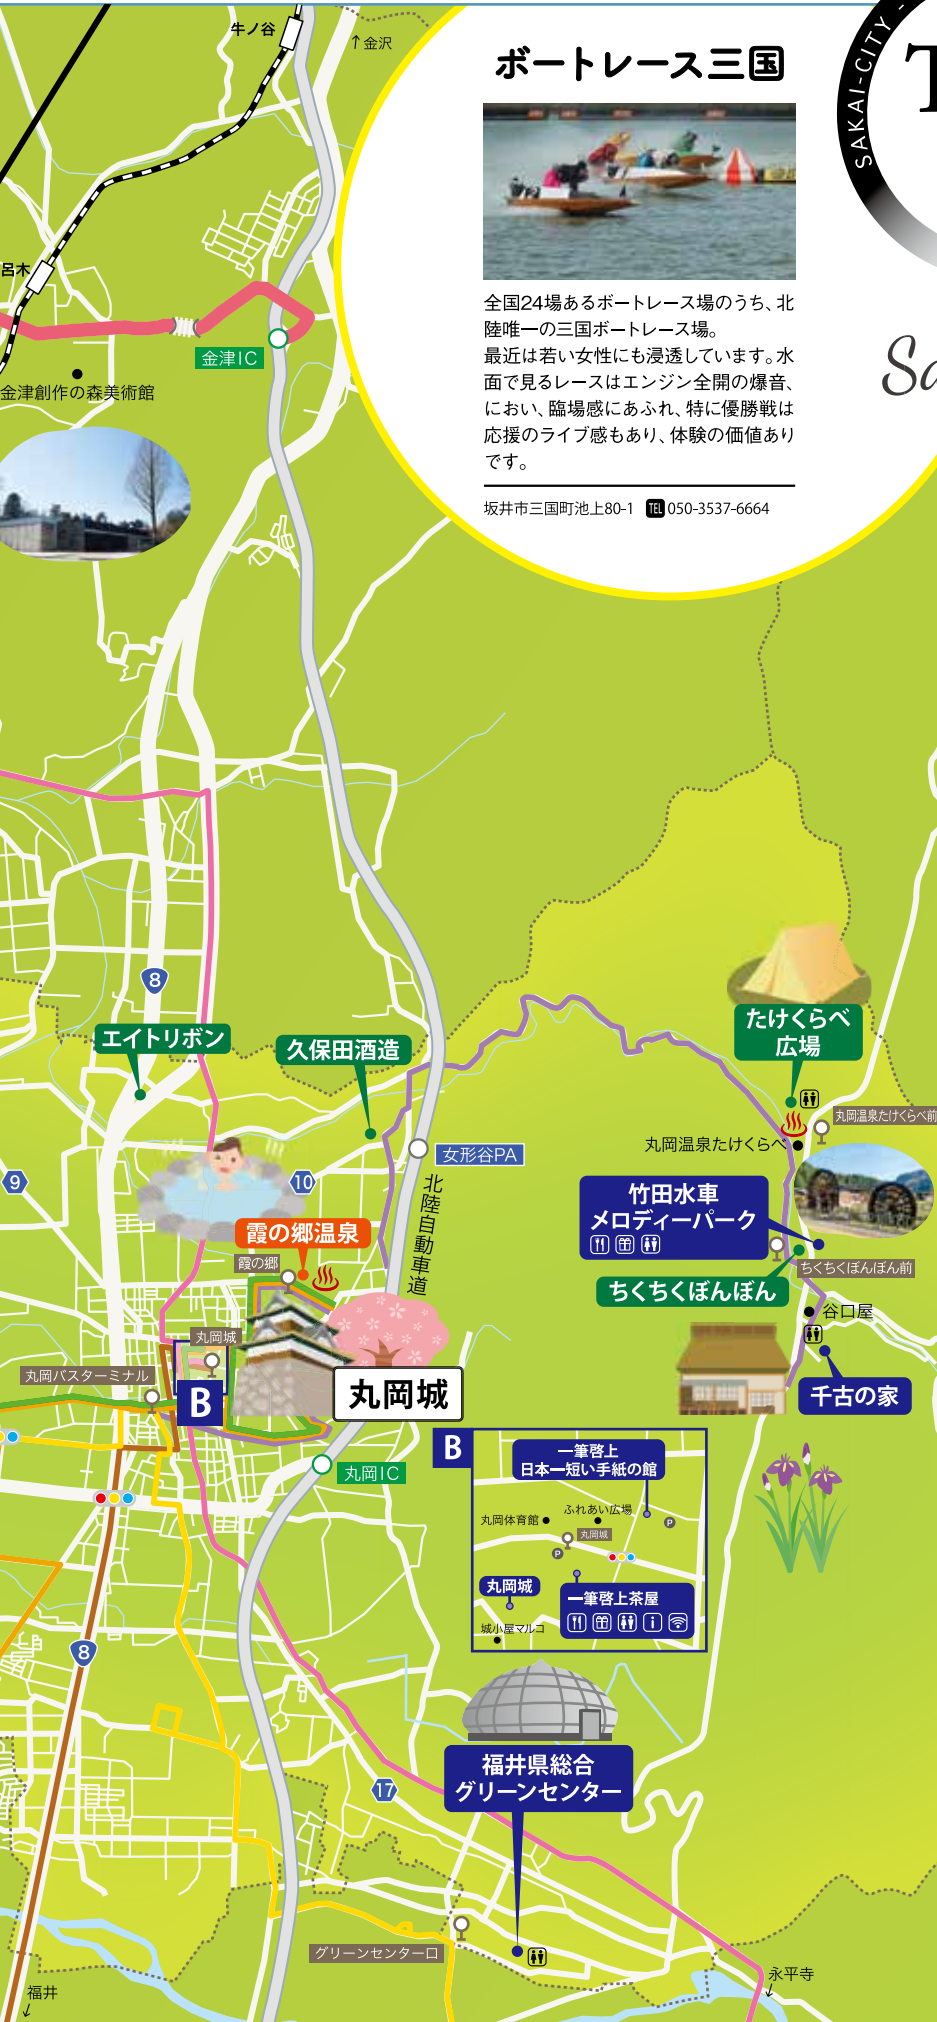 牛ノ谷
↑金沢
ボートレース三国
SAKAI-CITY -
T
全国24場あるボートレース場のうち、北
陸唯一の三国ボートレース場。
最近は若い女性にも浸透しています。水
面で見るレースはエンジン全開の爆音、
におい、臨場感にあふれ、特に優勝戦は
応援のライブ感もあり、体験の価値あり
です。
坂井市三国町池上80-1 TEL 050-3537-6664
Sa
呂木
金津IC
金津創作の森美術館
8
エイトリボン
久保田酒造
たけくらべ
広場
丸岡温泉たけくらべ前
丸岡温泉たけくらべ
女形谷PA
9
10
北陸自動車道
竹田水車
メロディーパーク
霞の郷温泉
霞の郷
ちくちくぼんぼん前
ちくちくぼんぼん
谷口屋
丸岡城
丸岡バスターミナル
B
丸岡城
千古の家
丸岡IC
B
一筆啓上
日本一短い手紙の館
ふれあい広場
丸岡体育館
丸岡城
P
P
丸岡城
一筆啓上茶屋
城小屋マルコ
8
福井県総合
グリーンセンター
17
グリーンセンター口
福井
永平寺